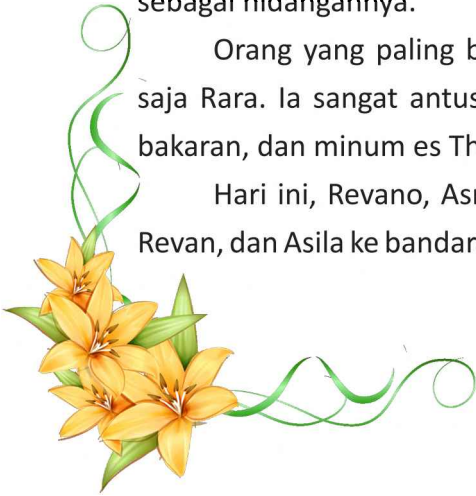 sebagai hidangannya.
Orang yang paling b
saja Rara. Ia sangat antus
bakaran, dan minum es Th
Hari ini, Revano, Asr
Revan, dan Asila ke bandar